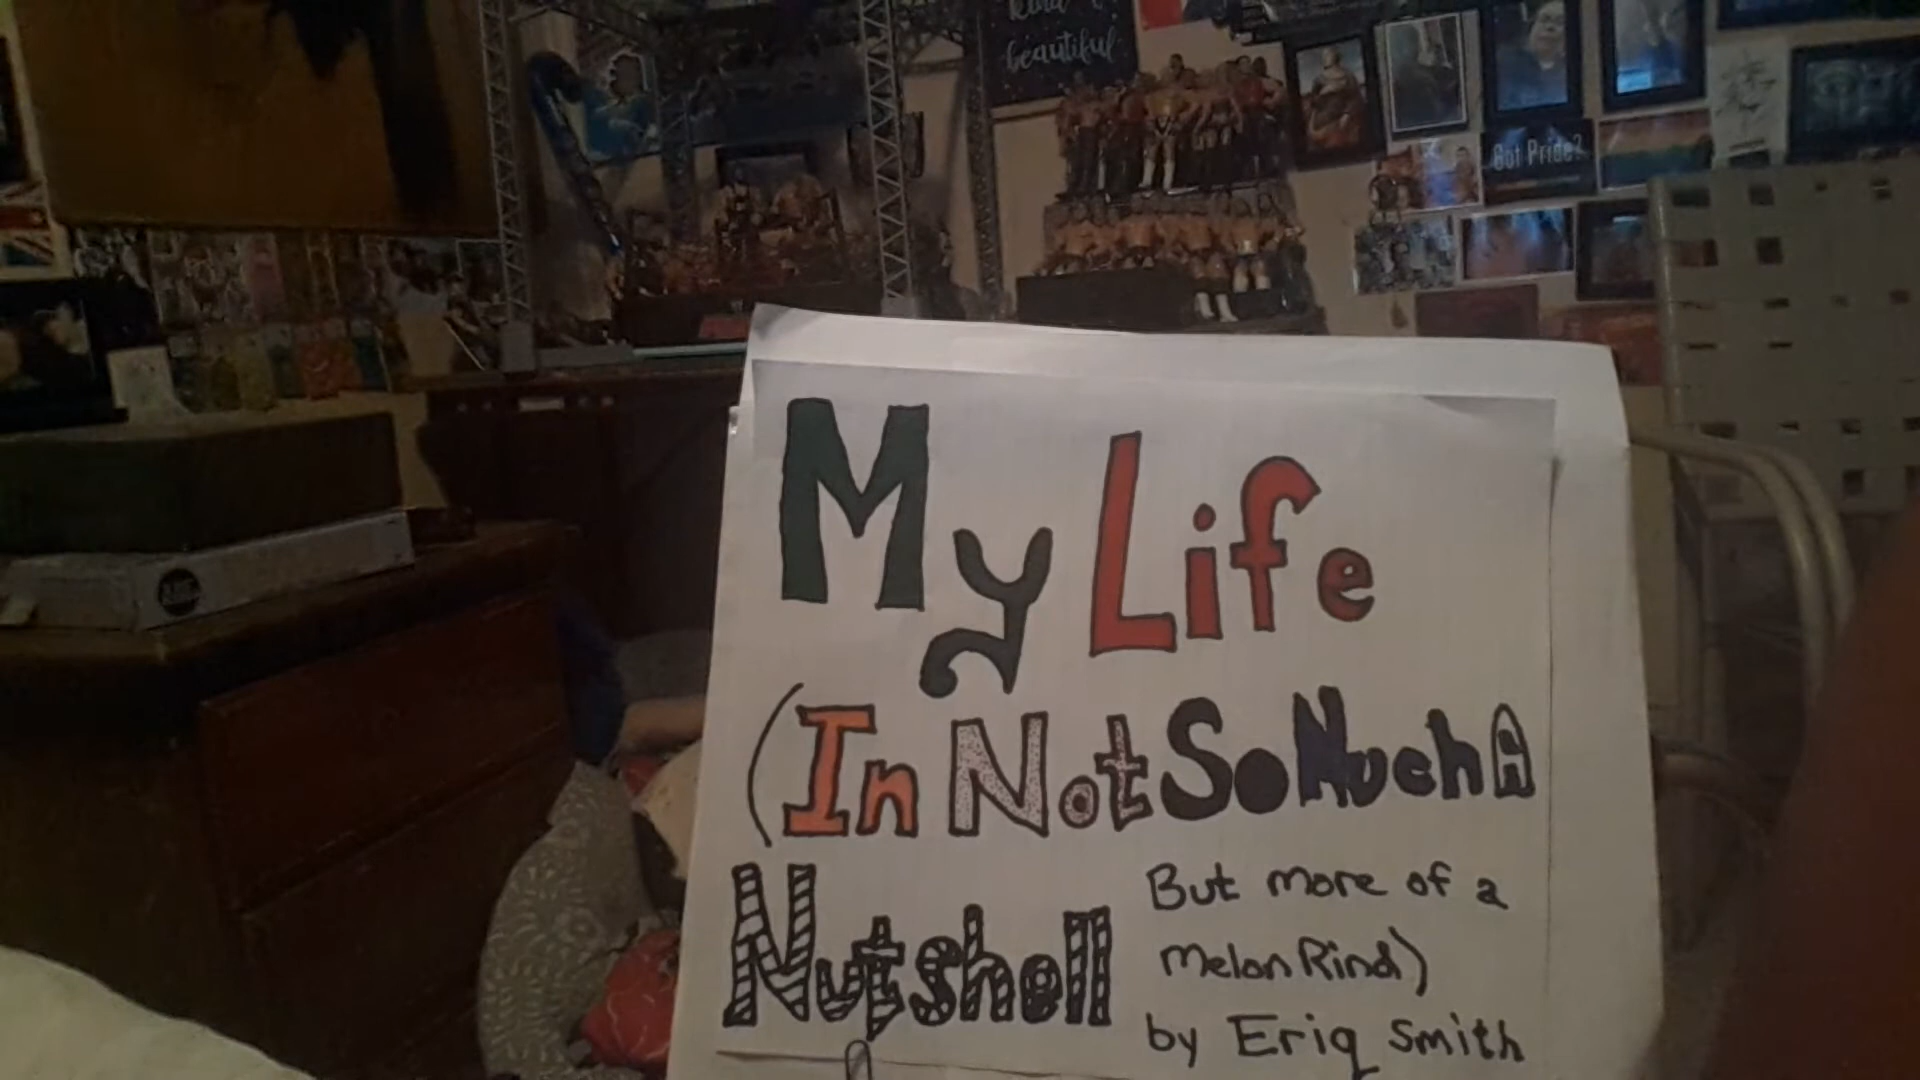 beautiful
Got Pride?
My Life
(In Not So Much A
Nutshell
But more of a
Melon Rind)
by Eriq Smith